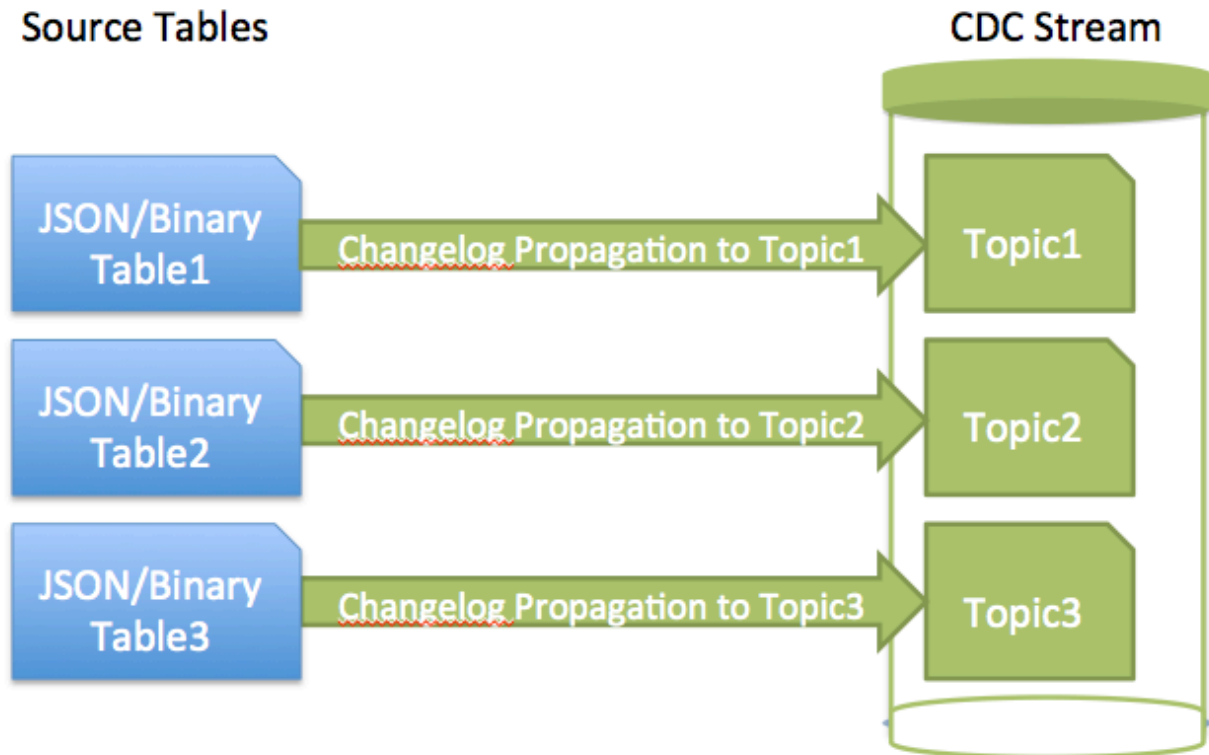 Source Tables
CDC Stream
JSON/Binary
Table1
Changelog Propagation to Topic1
Topic1
JSON/Binary
Table2
Changelog Propagation to Topic2
Topic2
JSON/Binary
Table3
Changelog Propagation to Topic3
Topic3